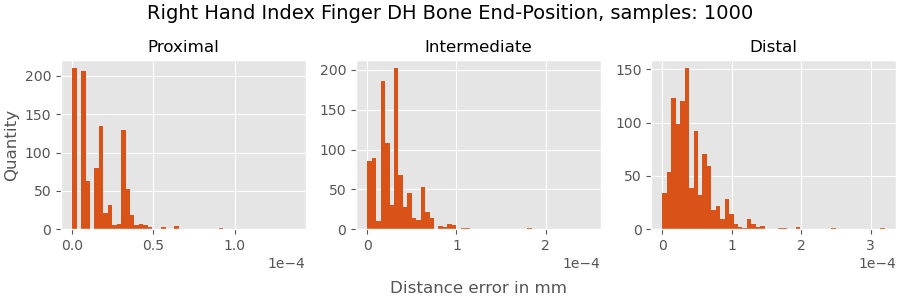 Right Hand Index Finger DH Bone End-Position, samples: 1000
Proximal
Intermediate
Distal
Quantity
200
150
100
50
0
0.0
0.5
1.0
1e−4
200
150
100
50
0
0
1
2
1e−4
150
100
50
0
0
1
2
3
1e−4
Distance error in mm